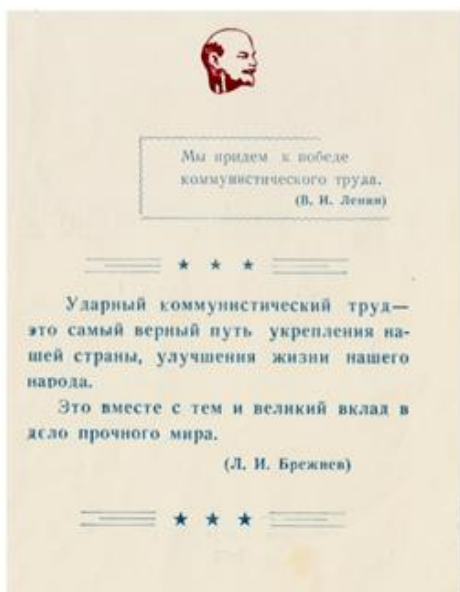 Мы придем к победе
коммунистического труда.
(В. И. Ленин)
Ударный коммунистический труд—
это самый верный путь укрепления на-
шей страны, улучшения жизни нашего
народа.
Это вместе с тем и великий вклад в
дело прочного мира.
(Л. И. Брежнев)